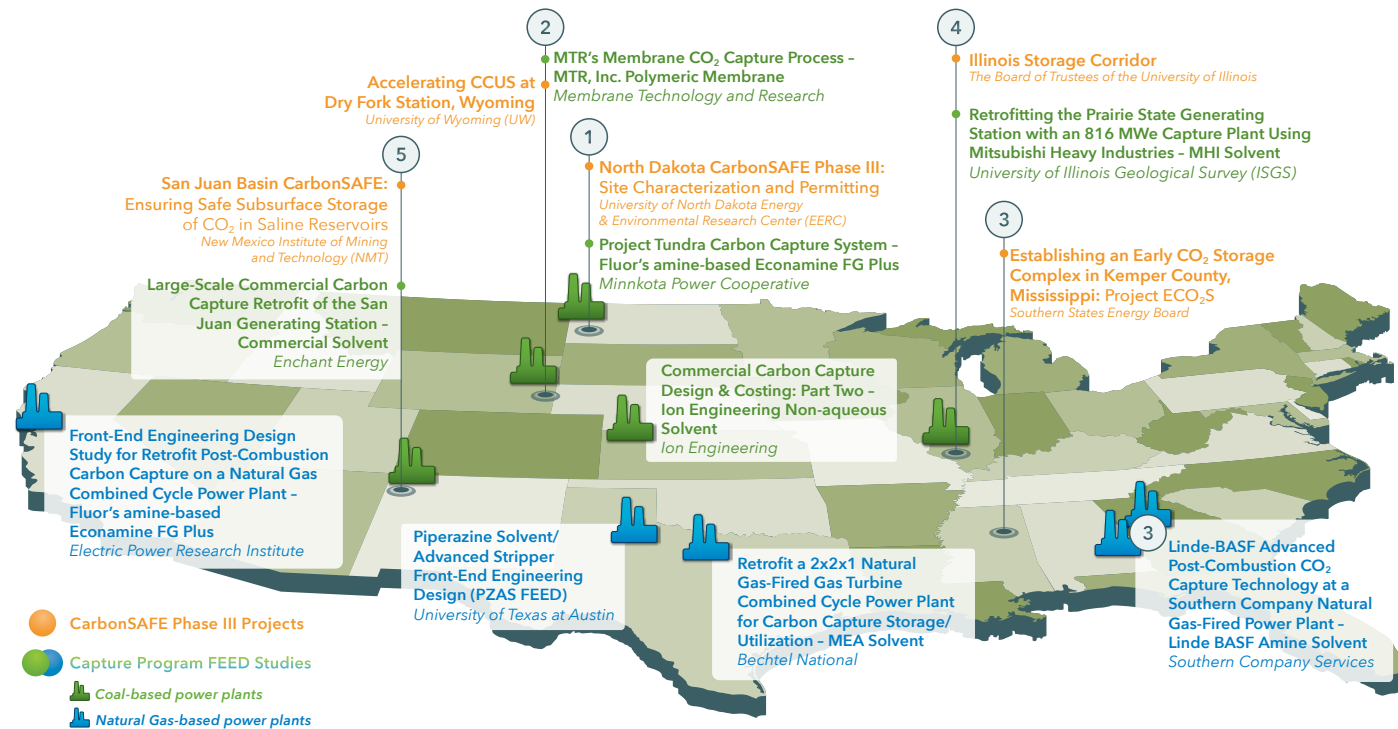 2
MTR's Membrane CO₂ Capture Process –
MTR, Inc. Polymeric Membrane
Membrane Technology and Research
Accelerating CCUS at
Dry Fork Station, Wyoming
University of Wyoming (UW)
4
Illinois Storage Corridor
The Board of Trustees of the University of Illinois
Retrofitting the Prairie State Generating
Station with an 816 MWe Capture Plant Using
Mitsubishi Heavy Industries – MHI Solvent
University of Illinois Geological Survey (ISGS)
1
North Dakota CarbonSAFE Phase III:
Site Characterization and Permitting
University of North Dakota Energy
& Environmental Research Center (EERC)
Project Tundra Carbon Capture System –
Fluor's amine-based Econamine FG Plus
Minnkota Power Cooperative
5
San Juan Basin CarbonSAFE:
Ensuring Safe Subsurface Storage
of CO₂ in Saline Reservoirs
New Mexico Institute of Mining
and Technology (NMT)
Large-Scale Commercial Carbon
Capture Retrofit of the San
Juan Generating Station –
Commercial Solvent
Enchant Energy
3
Establishing an Early CO₂ Storage
Complex in Kemper County,
Mississippi: Project ECO₂S
Southern States Energy Board
Commercial Carbon Capture
Design & Costing: Part Two –
Ion Engineering Non-aqueous
Solvent
Ion Engineering
Front-End Engineering Design
Study for Retrofit Post-Combustion
Carbon Capture on a Natural Gas
Combined Cycle Power Plant –
Fluor's amine-based
Econamine FG Plus
Electric Power Research Institute
Piperazine Solvent/
Advanced Stripper
Front-End Engineering
Design (PZAS FEED)
University of Texas at Austin
Retrofit a 2x2x1 Natural
Gas-Fired Gas Turbine
Combined Cycle Power Plant
for Carbon Capture Storage/
Utilization – MEA Solvent
Bechtel National
3
Linde-BASF Advanced
Post-Combustion CO₂
Capture Technology at a
Southern Company Natural
Gas-Fired Power Plant –
Linde BASF Amine Solvent
Southern Company Services
CarbonSAFE Phase III Projects
Capture Program FEED Studies
Coal-based power plants
Natural Gas-based power plants